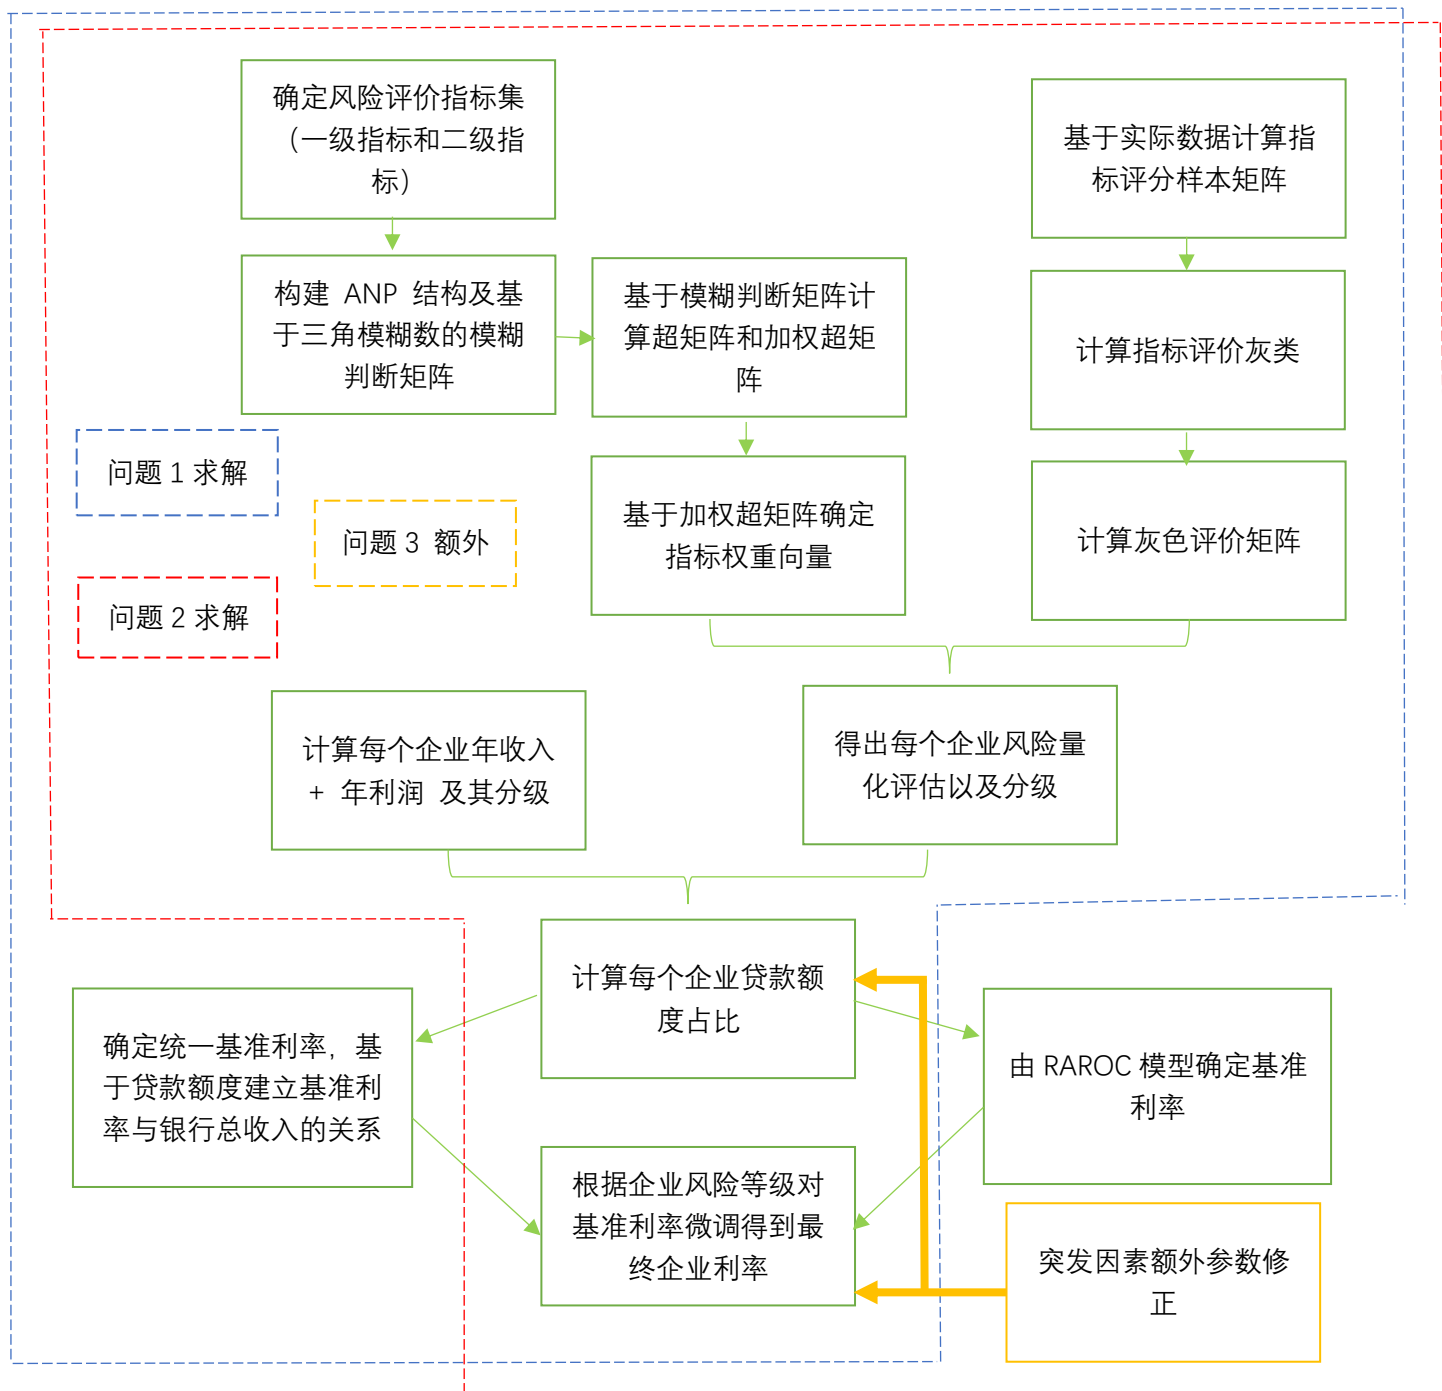 确定风险评价指标集
（一级指标和二级指
标）
基于实际数据计算指
标评分样本矩阵
构建 ANP 结构及基
于三角模糊数的模糊
判断矩阵
基于模糊判断矩阵计
算超矩阵和加权超矩
阵
计算指标评价灰类
问题 1 求解
问题 3 额外
问题 2 求解
基于加权超矩阵确定
指标权重向量
计算灰色评价矩阵
计算每个企业年收入
+ 年利润 及其分级
得出每个企业风险量
化评估以及分级
计算每个企业贷款额
度占比
确定统一基准利率，基
于贷款额度建立基准利
率与银行总收入的关系
由 RAROC 模型确定基准
利率
根据企业风险等级对
基准利率微调得到最
终企业利率
突发因素额外参数修
正